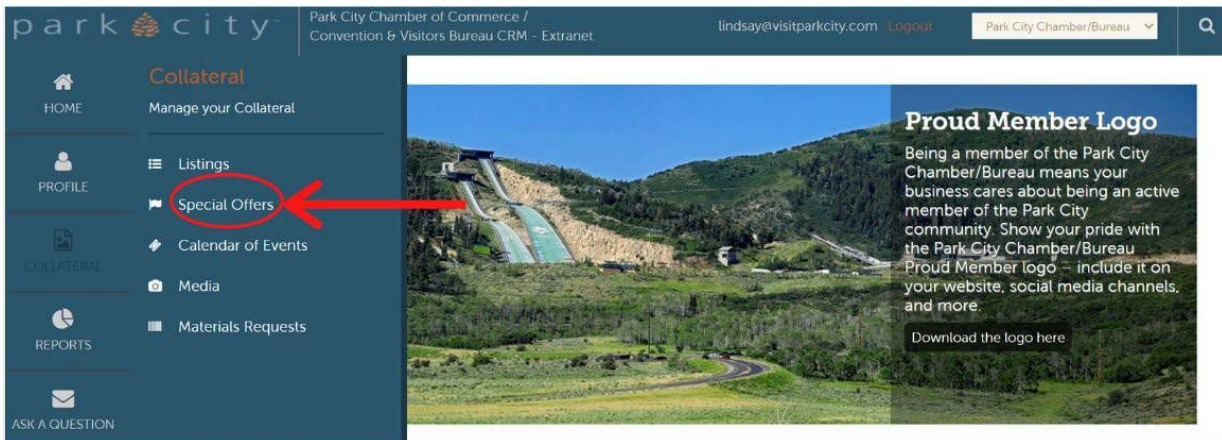 park city
Park City Chamber of Commerce /
Convention & Visitors Bureau CRM - Extranet
lindsay@visitparkcity.com Logout
Park City Chamber/Bureau
HOME
PROFILE
COLLATERAL
REPORTS
ASK A QUESTION
Collateral
Manage your Collateral
Listings
Special Offers
Calendar of Events
Media
Materials Requests
Proud Member Logo
Being a member of the Park City
Chamber/Bureau means your
business cares about being an active
member of the Park City
community. Show your pride with
the Park City Chamber/Bureau
Proud Member logo – include it on
your website, social media channels,
and more.
Download the logo here